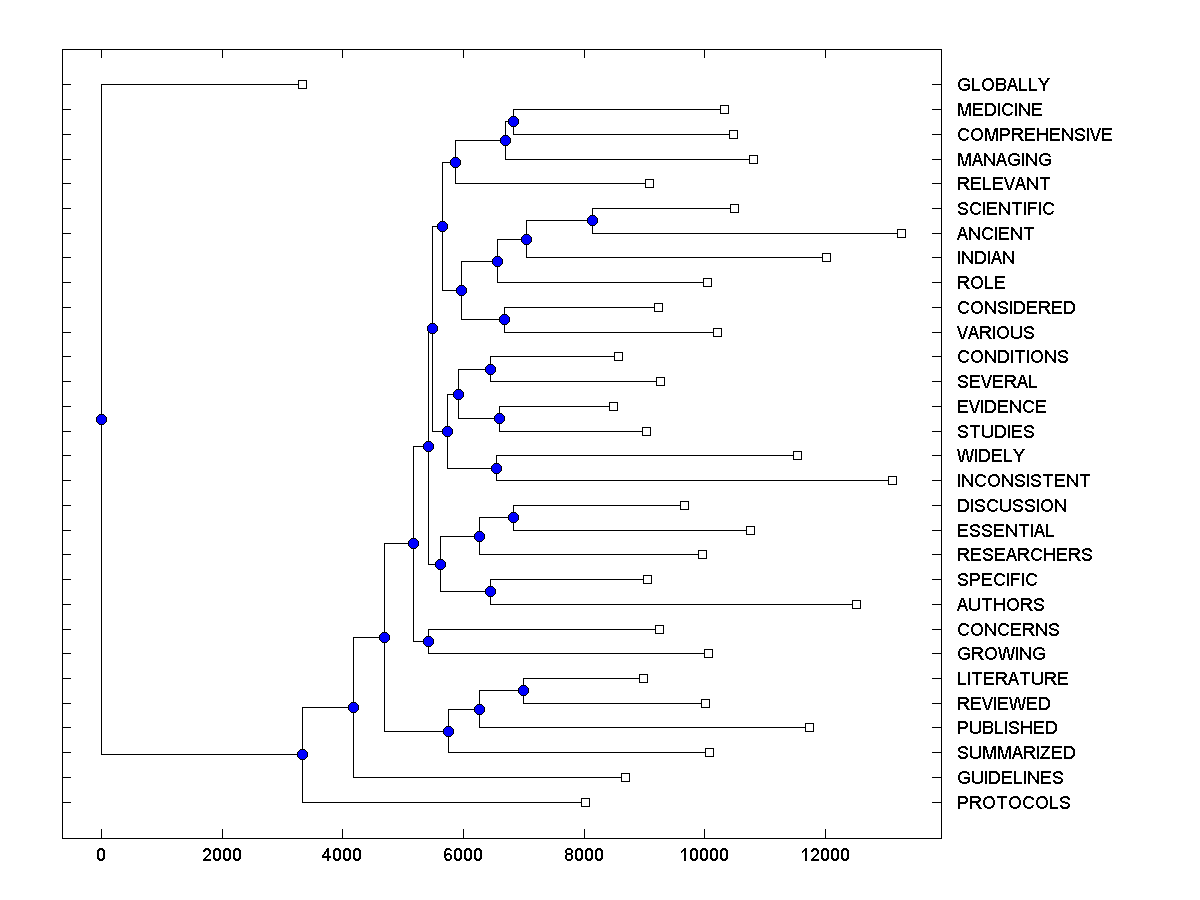 GLOBALLY
MEDICINE
COMPREHENSIVE
MANAGING
RELEVANT
SCIENTIFIC
ANCIENT
INDIAN
ROLE
CONSIDERED
VARIOUS
CONDITIONS
SEVERAL
EVIDENCE
STUDIES
WIDELY
INCONSISTENT
DISCUSSION
ESSENTIAL
RESEARCHERS
SPECIFIC
AUTHORS
CONCERNS
GROWING
LITERATURE
REVIEWED
PUBLISHED
SUMMARIZED
GUIDELINES
PROTOCOLS
0 2000 4000 6000 8000 10000 12000